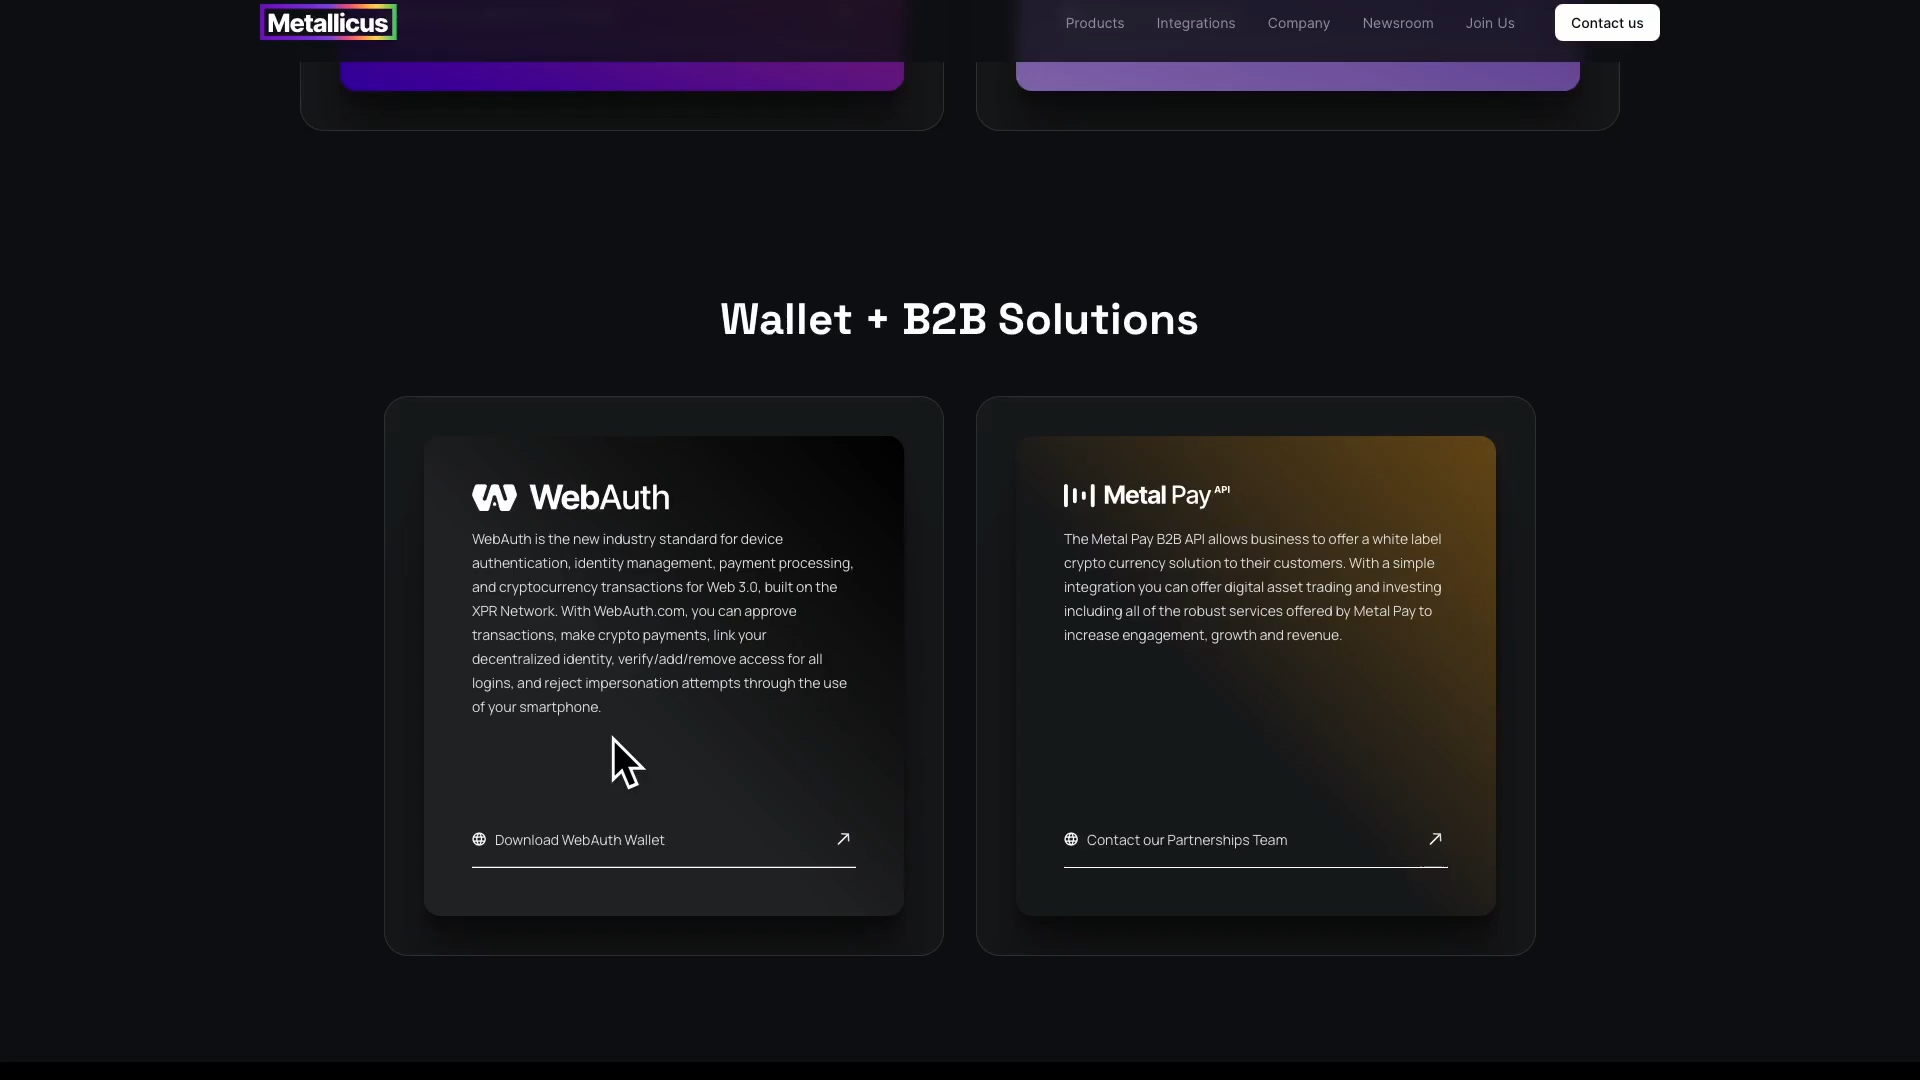 Metallicus
Products
Integrations
Company
Newsroom
Join Us
Contact us
Wallet + B2B Solutions
WebAuth
WebAuth is the new industry standard for device
authentication, identity management, payment processing,
and cryptocurrency transactions for Web 3.0, built on the
XPR Network. With WebAuth.com, you can approve
transactions, make crypto payments, link your
decentralized identity, verify/add/remove access for all
logins, and reject impersonation attempts through the use
of your smartphone.
Download WebAuth Wallet
Metal Pay API
The Metal Pay B2B API allows business to offer a white label
crypto currency solution to their customers. With a simple
integration you can offer digital asset trading and investing
including all of the robust services offered by Metal Pay to
increase engagement, growth and revenue.
Contact our Partnerships Team